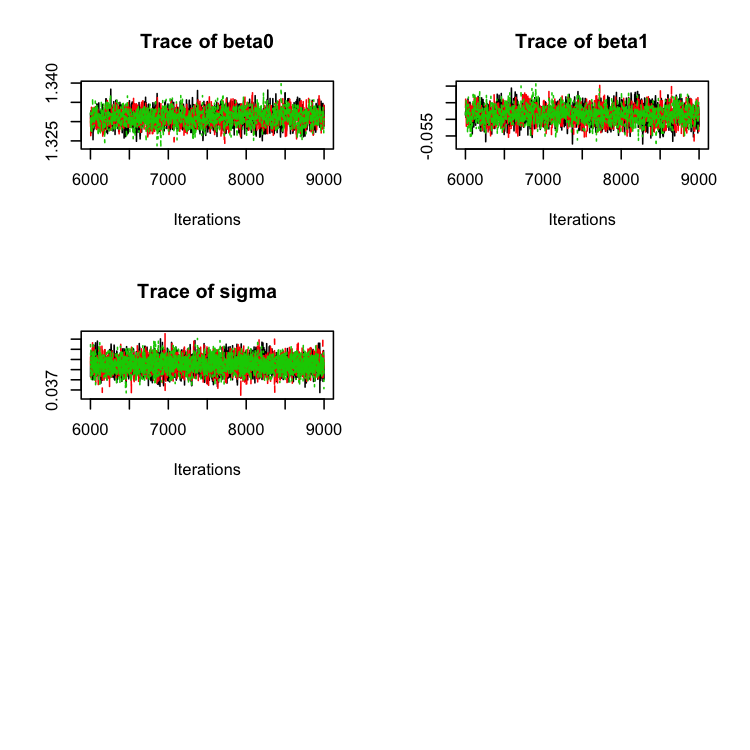 Trace of beta0
1.340
1.325
6000 7000 8000 9000
Iterations
Trace of beta1
-0.055
6000 7000 8000 9000
Iterations
Trace of sigma
0.037
6000 7000 8000 9000
Iterations